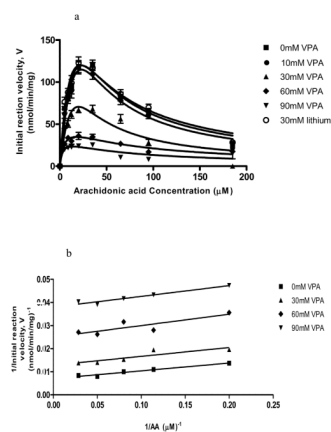 a
150
100
50
0
Initial rection velocity, V
(nmol/min/mg)
0 50 100 150 200
Arachidonic acid Concentration (μM)
0mM VPA
10mM VPA
30mM VPA
60mM VPA
90mM VPA
30mM lithium
b
0.05
0.04
0.03
0.02
0.01
0.00
1/Initial reaction
velocity, V
(nmol/min/mg)⁻¹
0.00 0.05 0.10 0.15 0.20 0.25
1/AA (μM)⁻¹
0mM VPA
30mM VPA
60mM VPA
90mM VPA